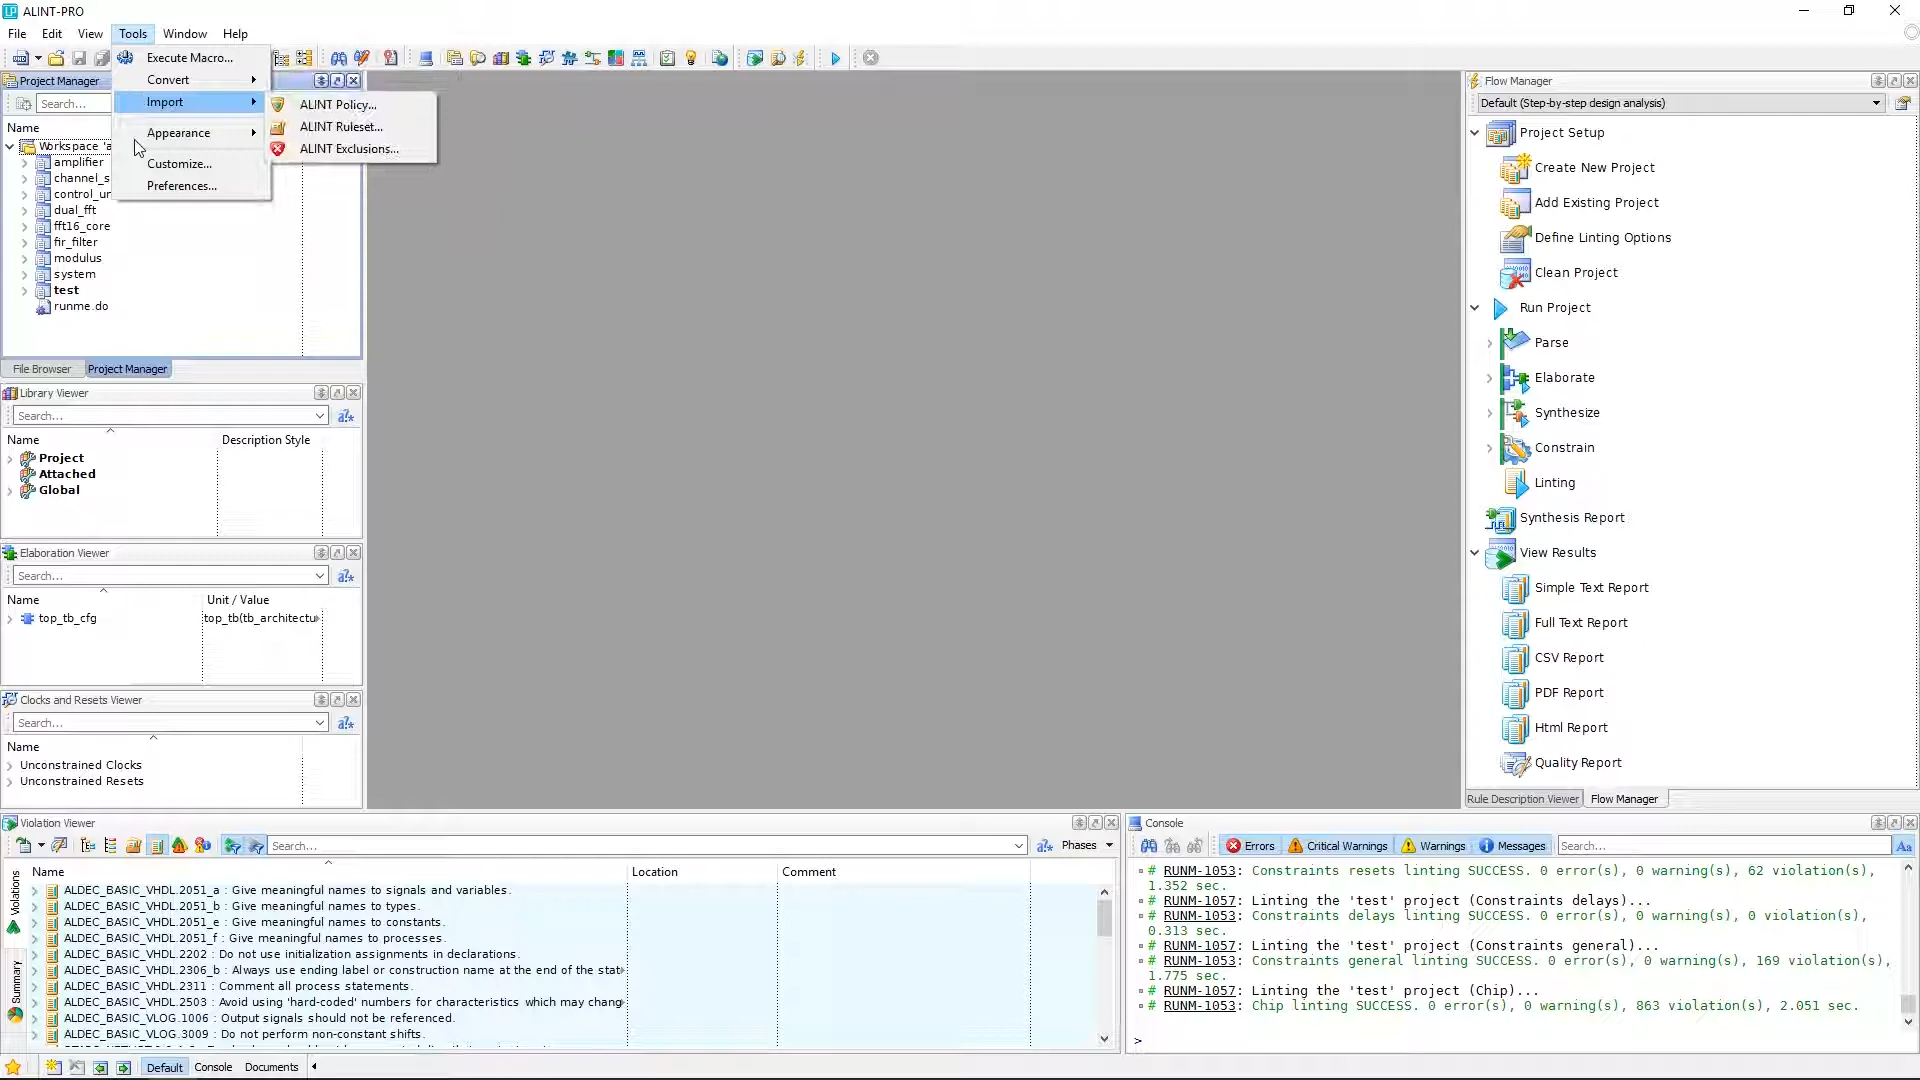 ALINT-PRO
File Edit View Tools Window Help
Execute Macro...
Convert
Import
Appearance
Customize...
Preferences...
ALINT Policy...
ALINT Ruleset...
ALINT Exclusions...
Project Manager
Search...
Name
Workspace 'a
amplifier
channel_s
control_ur
dual_fft
fft16_core
fir_filter
modulus
system
test
runme.do
File Browser Project Manager
Library Viewer
Search...
Name Description Style
Project
Attached
Global
Elaboration Viewer
Search...
Name Unit / Value
top_tb_cfg top_tb(tb_architectu
Clocks and Resets Viewer
Search...
Name
Unconstrained Clocks
Unconstrained Resets
Flow Manager
Default (Step-by-step design analysis)
Project Setup
Create New Project
Add Existing Project
Define Linting Options
Clean Project
Run Project
Parse
Elaborate
Synthesize
Constrain
Linting
Synthesis Report
View Results
Simple Text Report
Full Text Report
CSV Report
PDF Report
Html Report
Quality Report
Rule Description Viewer Flow Manager
Violation Viewer
Search... Phases
Name Location Comment
Violations
Summary
ALDEC_BASIC_VHDL.2051_a : Give meaningful names to signals and variables.
ALDEC_BASIC_VHDL.2051_b : Give meaningful names to types.
ALDEC_BASIC_VHDL.2051_e : Give meaningful names to constants.
ALDEC_BASIC_VHDL.2051_f : Give meaningful names to processes.
ALDEC_BASIC_VHDL.2202 : Do not use initialization assignments in declarations.
ALDEC_BASIC_VHDL.2306_b : Always use ending label or construction name at the end of the stat
ALDEC_BASIC_VHDL.2311 : Comment all process statements.
ALDEC_BASIC_VHDL.2503 : Avoid using 'hard-coded' numbers for characteristics which may chang
ALDEC_BASIC_VLOG.1006 : Output signals should not be referenced.
ALDEC_BASIC_VLOG.3009 : Do not perform non-constant shifts.
Console
Errors Critical Warnings Warnings Messages Search... Aa
# RUNM-1053: Constraints resets linting SUCCESS. 0 error(s), 0 warning(s), 62 violation(s),
1.352 sec.
# RUNM-1057: Linting the 'test' project (Constraints delays)...
# RUNM-1053: Constraints delays linting SUCCESS. 0 error(s), 0 warning(s), 0 violation(s),
0.313 sec.
# RUNM-1057: Linting the 'test' project (Constraints general)...
# RUNM-1053: Constraints general linting SUCCESS. 0 error(s), 0 warning(s), 169 violation(s),
1.775 sec.
# RUNM-1057: Linting the 'test' project (Chip)...
# RUNM-1053: Chip linting SUCCESS. 0 error(s), 0 warning(s), 863 violation(s), 2.051 sec.
>
Default Console Documents